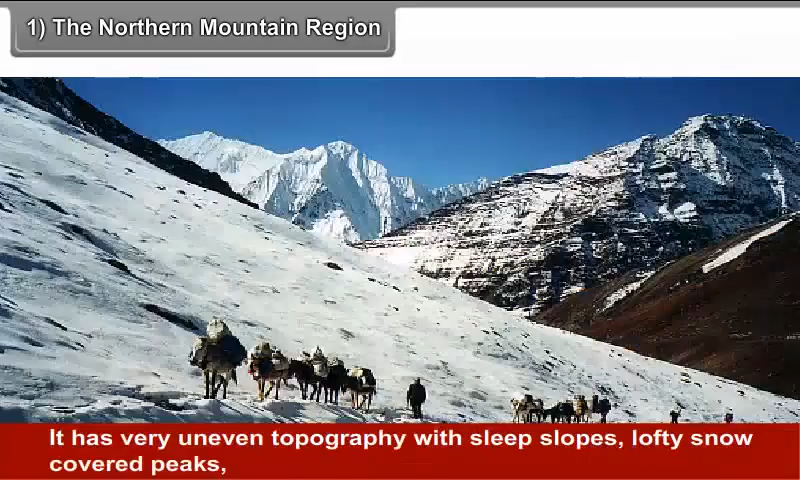 1) The Northern Mountain Region
It has very uneven topography with sleep slopes, lofty snow
covered peaks,